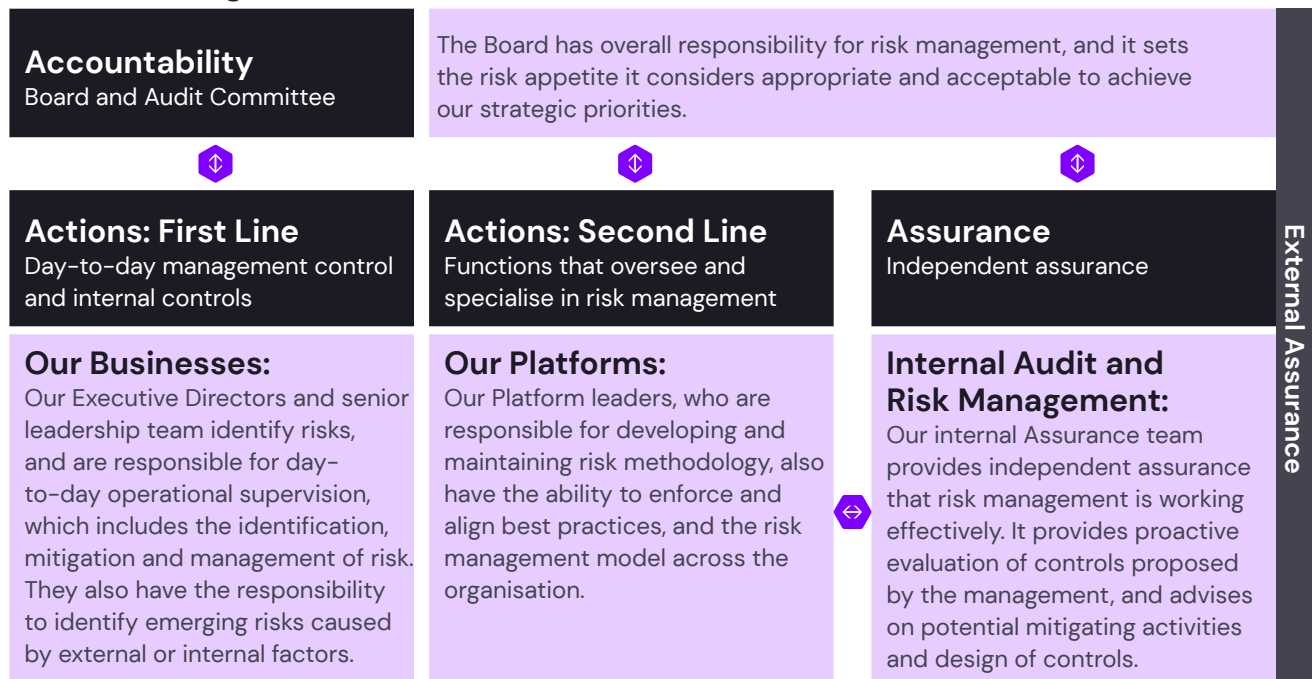 Accountability
Board and Audit Committee
The Board has overall responsibility for risk management, and it sets
the risk appetite it considers appropriate and acceptable to achieve
our strategic priorities.
Actions: First Line
Day-to-day management control
and internal controls
Actions: Second Line
Functions that oversee and
specialise in risk management
Assurance
Independent assurance
Our Businesses:
Our Executive Directors and senior
leadership team identify risks,
and are responsible for day-
to-day operational supervision,
which includes the identification,
mitigation and management of risk.
They also have the responsibility
to identify emerging risks caused
by external or internal factors.
Our Platforms:
Our Platform leaders, who are
responsible for developing and
maintaining risk methodology, also
have the ability to enforce and
align best practices, and the risk
management model across the
organisation.
Internal Audit and
Risk Management:
Our internal Assurance team
provides independent assurance
that risk management is working
effectively. It provides proactive
evaluation of controls proposed
by the management, and advises
on potential mitigating activities
and design of controls.
External Assurance